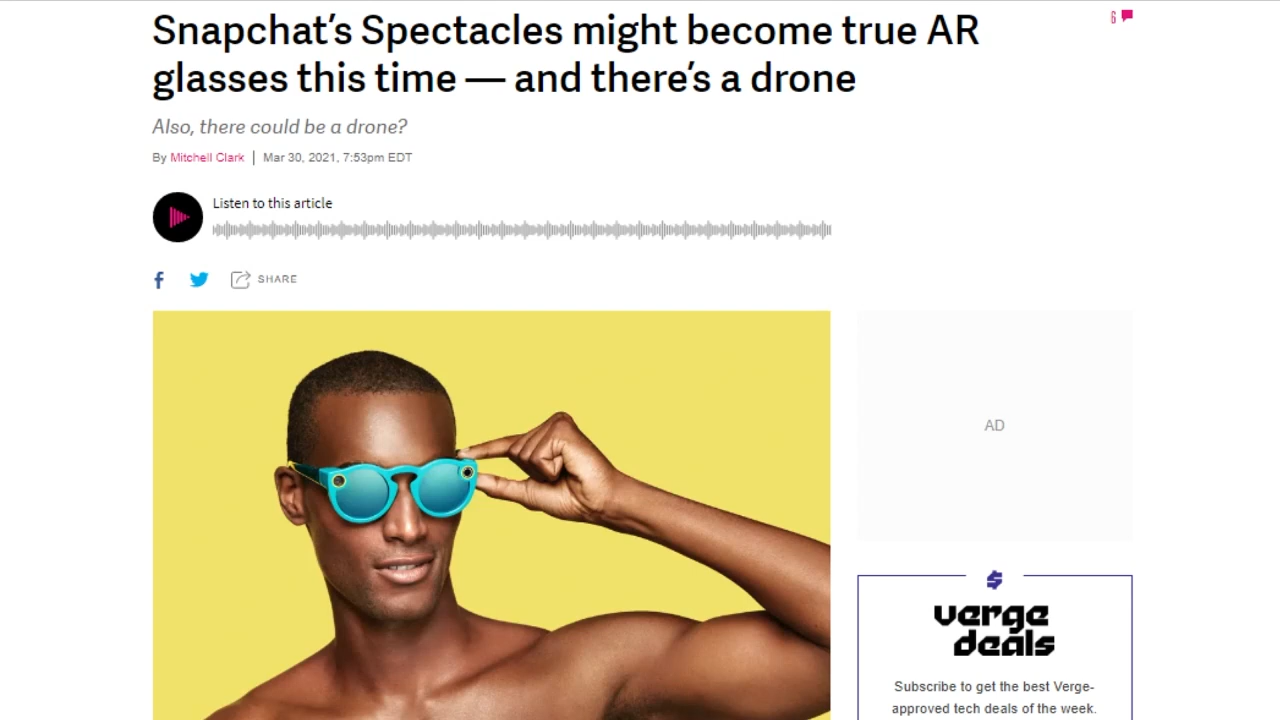 Snapchat's Spectacles might become true AR
6
glasses this time — and there's a drone
Also, there could be a drone?
By Mitchell Clark | Mar 30, 2021, 7:53pm EDT
Listen to this article
SHARE
AD
verge
deals
Subscribe to get the best Verge-
approved tech deals of the week.